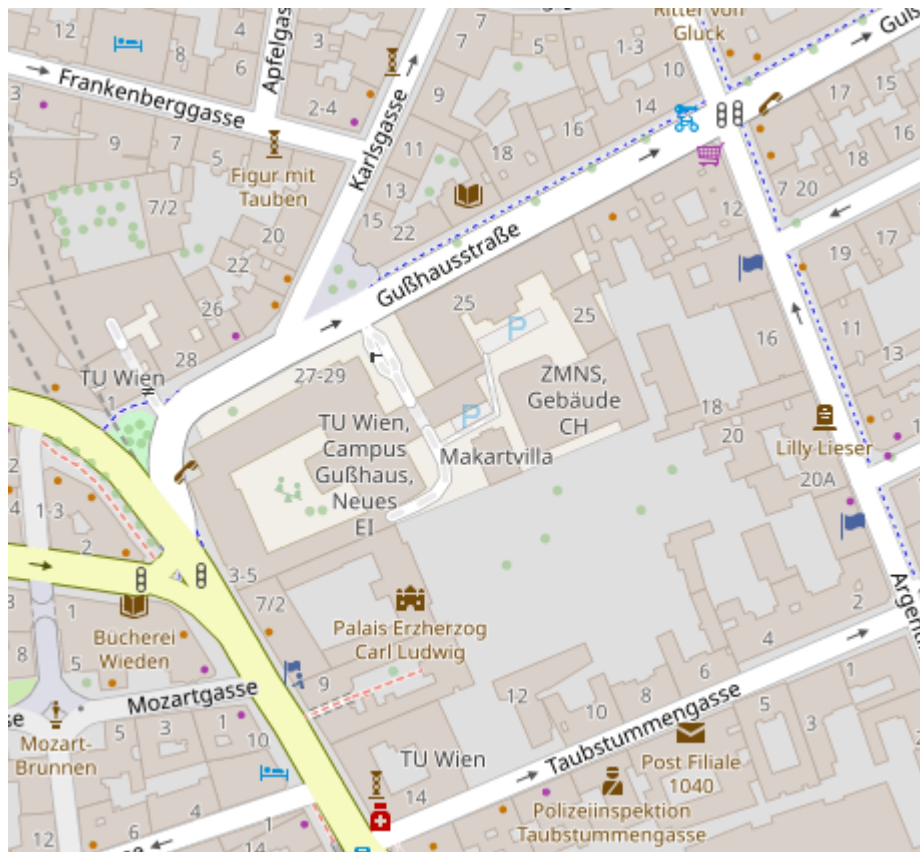 12
8
4
6
Apfelgasse
3
2-4
7
7
5
1-3
Ritter von
Gluck
10
14
16
18
9
Frankenberggasse
Karlsgasse
3
9
7
5
Figur mit
Tauben
7/2
20
22
26
28
11
13
15
22
Gußhausstraße
17
15
18
16
7
20
12
19
17
11
13
16
18
20
20A
TU Wien
1
27-29
25
25
ZMNS,
Gebäude
CH
TU Wien,
Campus
Gußhaus,
Neues
EI
Makartvilla
P
P
Lilly Lieser
1-3
2
3-5
7/2
9
Palais Erzherzog
Carl Ludwig
Bücherei
Wieden
1
8
5
Mozartgasse
Mozart-
Brunnen
5
3
1
10
12
10
8
6
4
2
Taubstummengasse
TU Wien
14
Post Filiale
1040
Polizeiinspektion
Taubstummengasse
5
3
1
12
6
4
1
14